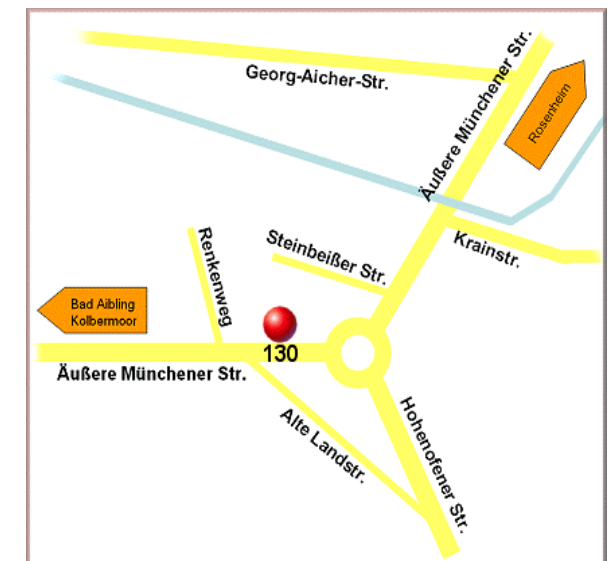 Georg-Aicher-Str.
Äußere Münchener Str.
Rosenheim
Krainstr.
Steinbeißer Str.
Renkenweg
Bad Aibling
Kolbermoor
130
Äußere Münchener Str.
Alte Landstr.
Hohenofener Str.